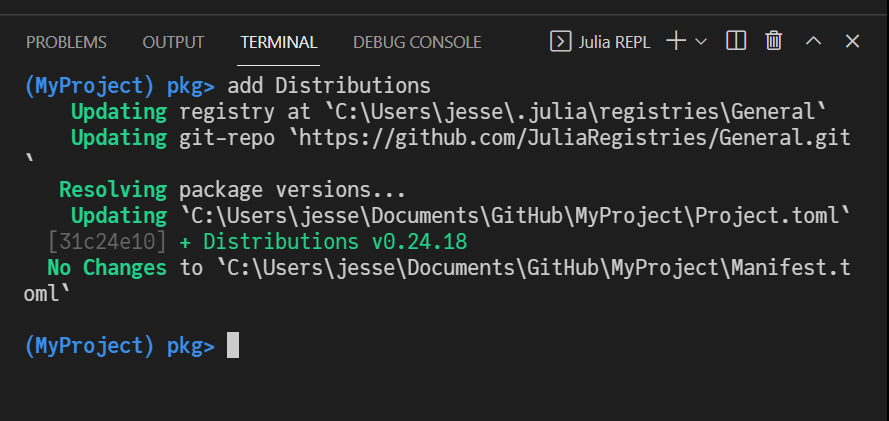 PROBLEMS OUTPUT TERMINAL DEBUG CONSOLE Julia REPL
(MyProject) pkg> add Distributions
Updating registry at `C:\Users\jesse\.julia\registries\General`
Updating git-repo `https://github.com/JuliaRegistries/General.git
`
Resolving package versions...
Updating `C:\Users\jesse\Documents\GitHub\MyProject\Project.toml`
[31c24e10] + Distributions v0.24.18
No Changes to `C:\Users\jesse\Documents\GitHub\MyProject\Manifest.t
oml`
(MyProject) pkg>